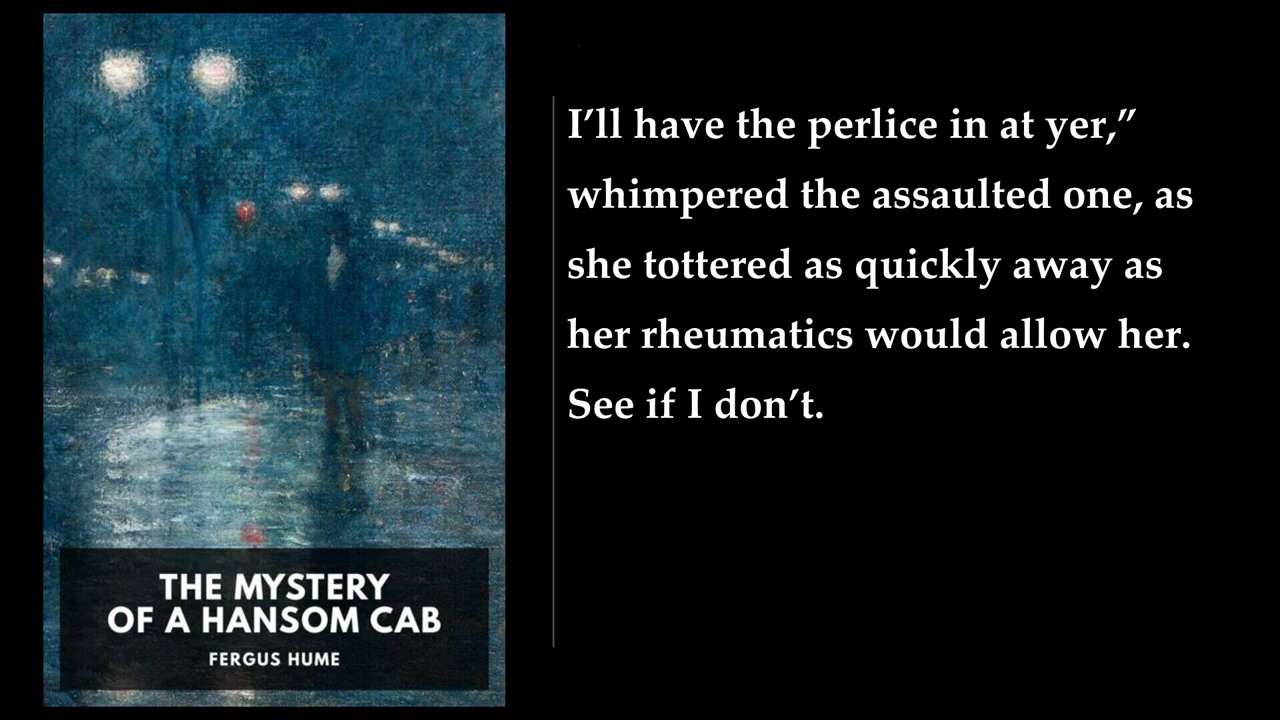 I’ll have the perlice in at yer,”
whimpered the assaulted one, as
she tottered as quickly away as
her rheumatics would allow her.
See if I don’t.
THE MYSTERY
OF A HANSOM CAB
FERGUS HUME